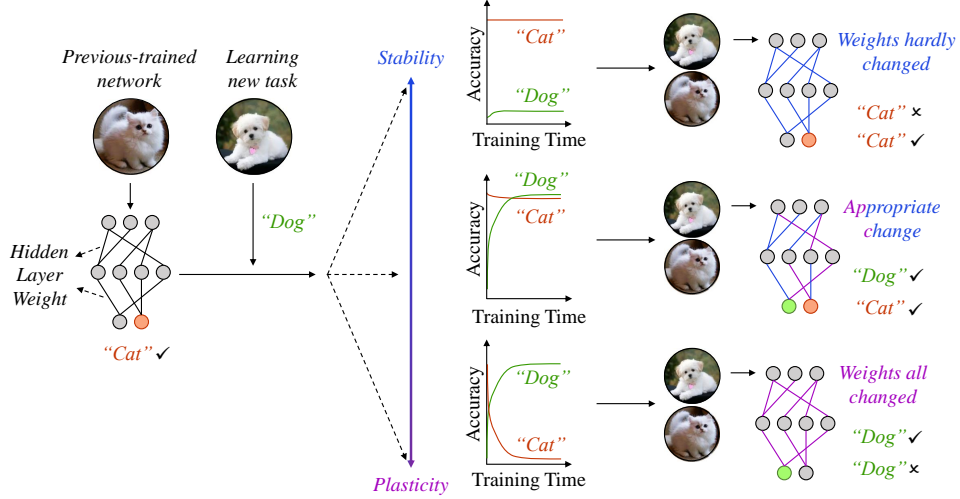 Previous-trained
network
Learning
new task
“Dog”
Hidden
Layer
Weight
“Cat” ✓
Stability
Plasticity
Accuracy
“Cat”
“Dog”
Training Time
Weights hardly
changed
“Cat” ×
“Cat” ✓
Accuracy
“Dog”
“Cat”
Training Time
Appropriate
change
“Dog” ✓
“Cat” ✓
Accuracy
“Dog”
“Cat”
Training Time
Weights all
changed
“Dog” ✓
“Dog” ×